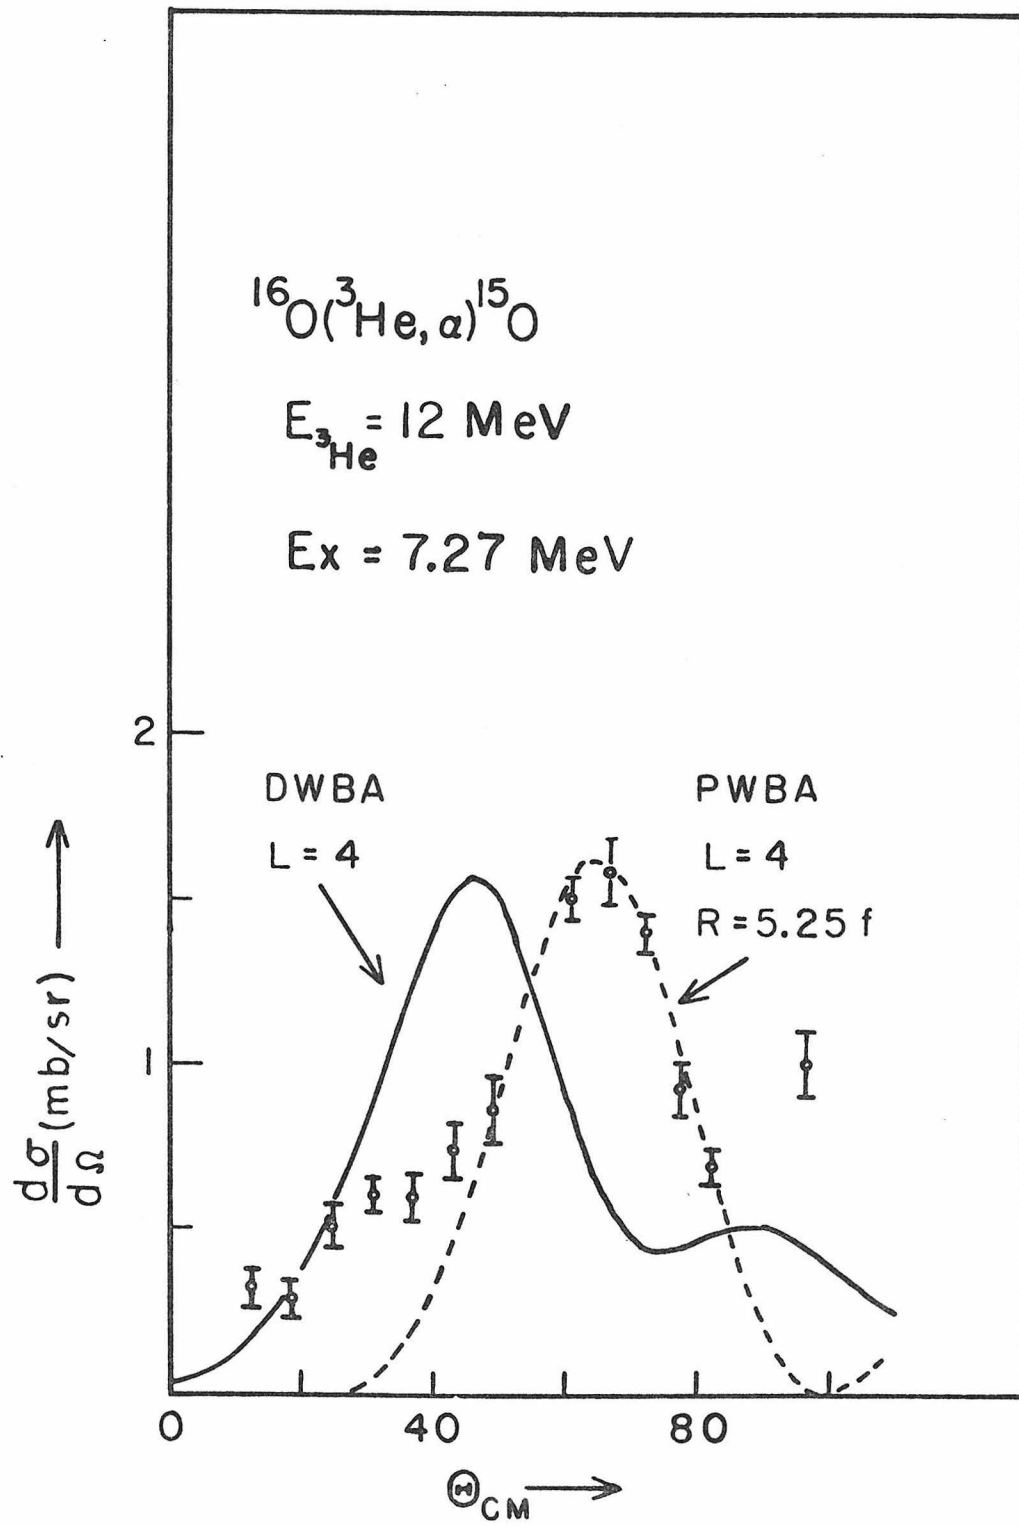 ¹⁶O(³He, α)¹⁵O
E₃He = 12 MeV
Ex = 7.27 MeV
2
DWBA
L = 4
PWBA
L = 4
R = 5.25 f
1
dσ/dΩ (mb/sr)
0 40 80
ΘCM